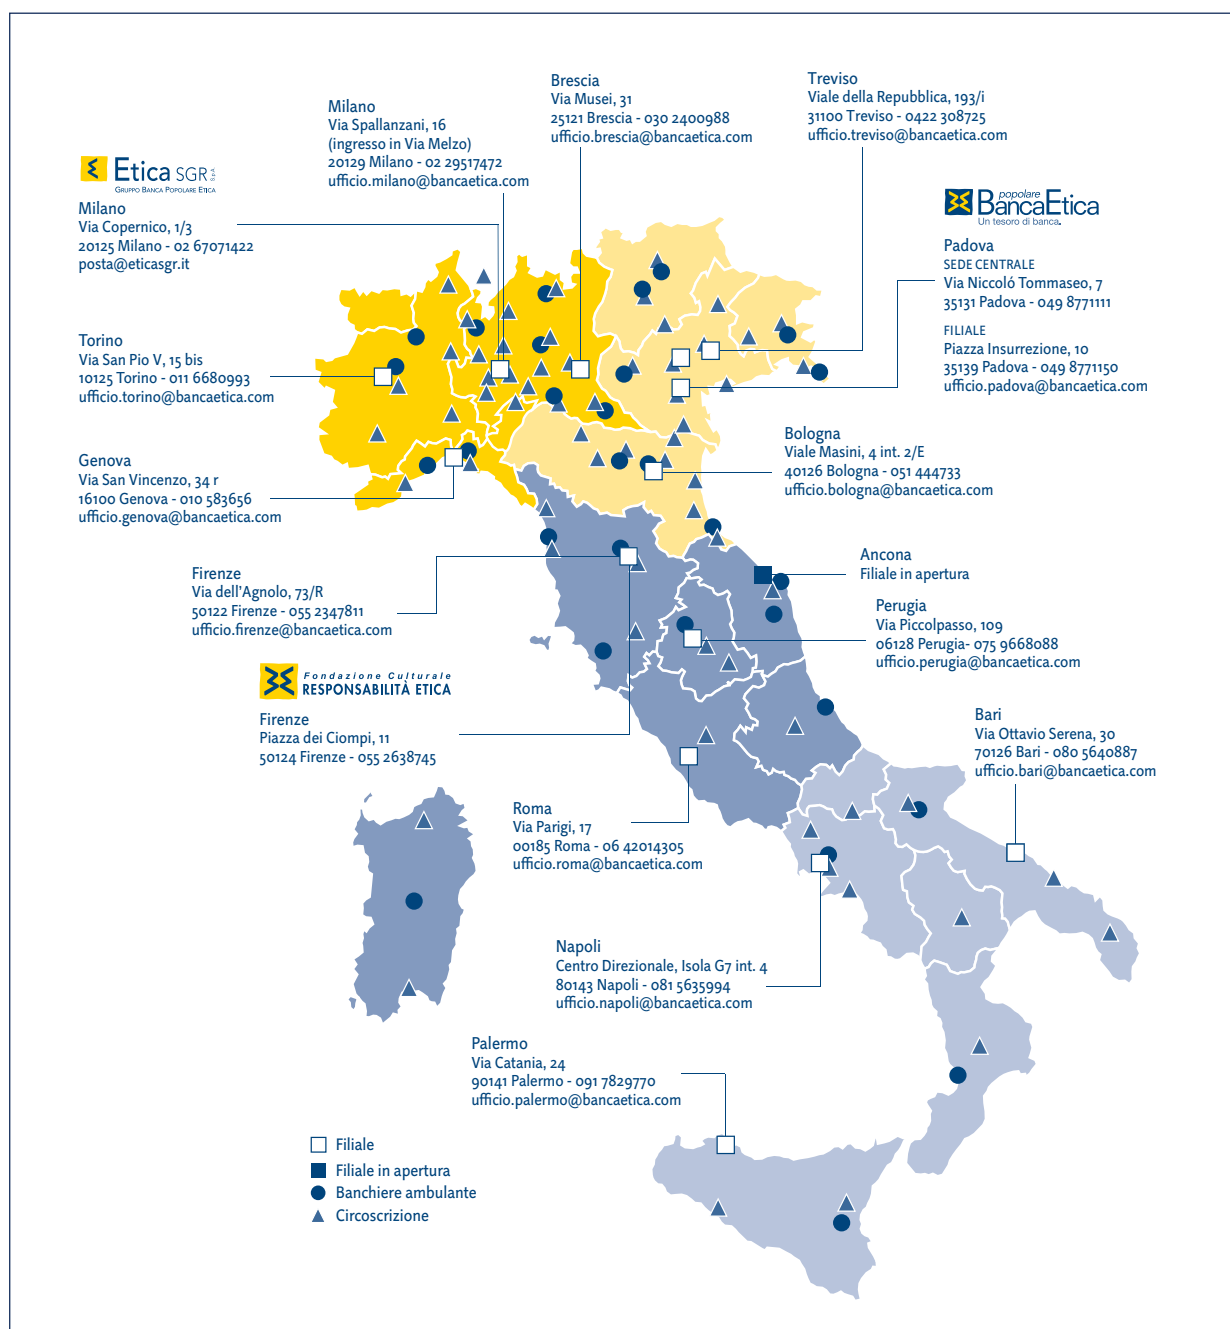 Brescia
Via Musei, 31
25121 Brescia - 030 2400988
ufficio.brescia@bancaetica.com
Treviso
Viale della Repubblica, 193/i
31100 Treviso - 0422 308725
ufficio.treviso@bancaetica.com
Milano
Via Spallanzani, 16
(ingresso in Via Melzo)
20129 Milano - 02 29517472
ufficio.milano@bancaetica.com
Etica SGR S.p.A.
GRUPPO BANCA POPOLARE ETICA
Milano
Via Copernico, 1/3
20125 Milano - 02 67071422
posta@eticasgr.it
popolare
BancaEtica
Un tesoro di banca.
Padova
SEDE CENTRALE
Via Niccoló Tommaseo, 7
35131 Padova - 049 8771111
FILIALE
Piazza Insurrezione, 10
35139 Padova - 049 8771150
ufficio.padova@bancaetica.com
Torino
Via San Pio V, 15 bis
10125 Torino - 011 6680993
ufficio.torino@bancaetica.com
Bologna
Viale Masini, 4 int. 2/E
40126 Bologna - 051 444733
ufficio.bologna@bancaetica.com
Genova
Via San Vincenzo, 34 r
16100 Genova - 010 583656
ufficio.genova@bancaetica.com
Ancona
Filiale in apertura
Firenze
Via dell'Agnolo, 73/R
50122 Firenze - 055 2347811
ufficio.firenze@bancaetica.com
Perugia
Via Piccolpasso, 109
06128 Perugia- 075 9668088
ufficio.perugia@bancaetica.com
Fondazione Culturale
RESPONSABILITÀ ETICA
Firenze
Piazza dei Ciompi, 11
50124 Firenze - 055 2638745
Bari
Via Ottavio Serena, 30
70126 Bari - 080 5640887
ufficio.bari@bancaetica.com
Roma
Via Parigi, 17
00185 Roma - 06 42014305
ufficio.roma@bancaetica.com
Napoli
Centro Direzionale, Isola G7 int. 4
80143 Napoli - 081 5635994
ufficio.napoli@bancaetica.com
Palermo
Via Catania, 24
90141 Palermo - 091 7829770
ufficio.palermo@bancaetica.com
Filiale
Filiale in apertura
Banchiere ambulante
Circoscrizione